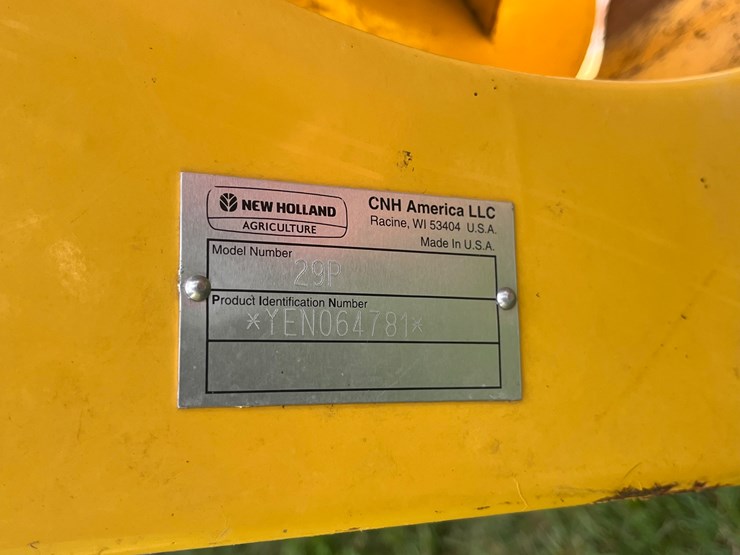 NEW HOLLAND
AGRICULTURE
CNH America LLC
Racine, WI 53404 U.S.A.
Made in U.S.A.
Model Number
29P
Product Identification Number
*YEN064781*